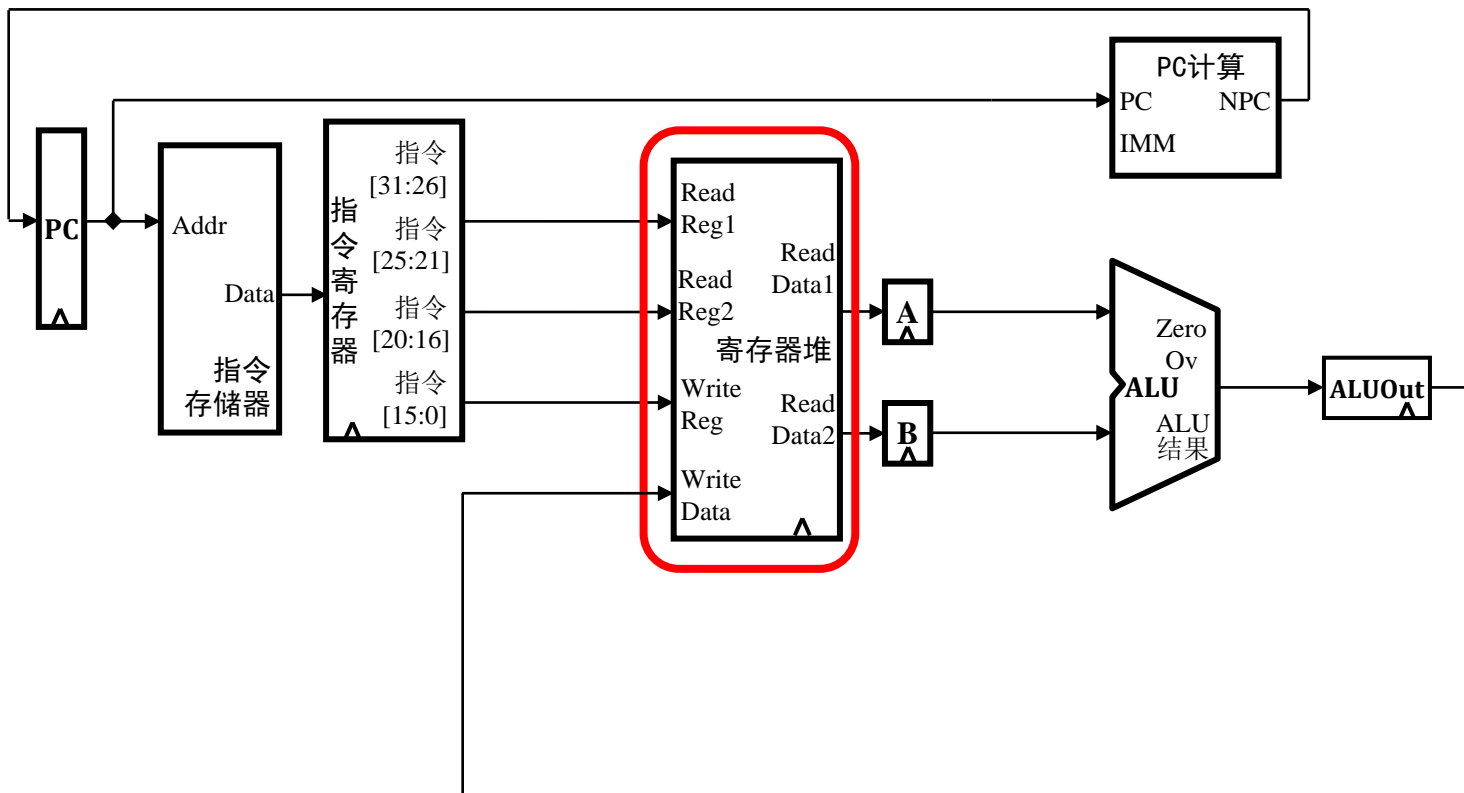 PC计算
PC
NPC
IMM
PC
Addr
Data
指令
存储器
指令寄存器
指令
[31:26]
指令
[25:21]
指令
[20:16]
指令
[15:0]
Read
Reg1
Read
Reg2
Write
Reg
Write
Data
Read
Data1
寄存器堆
Read
Data2
A
B
Zero
Ov
ALU
ALU
结果
ALUOut